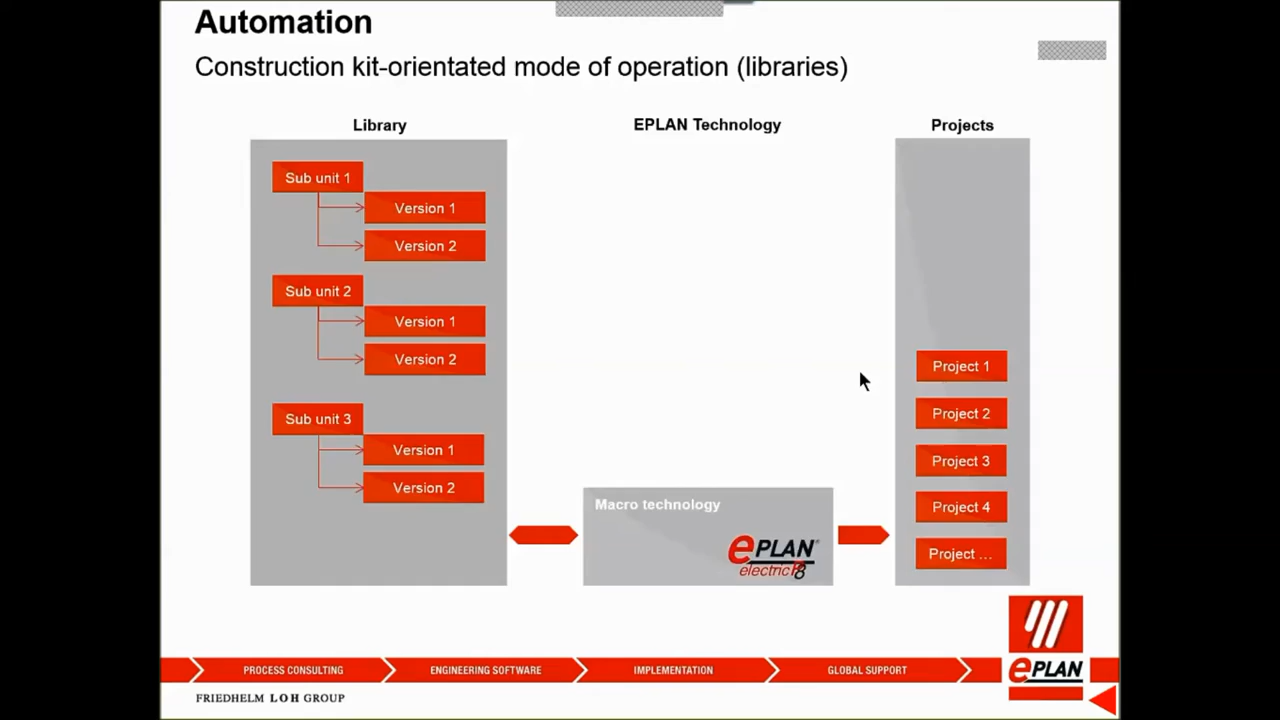 Automation
Construction kit-orientated mode of operation (libraries)
Library
EPLAN Technology
Projects
Sub unit 1
Version 1
Version 2
Sub unit 2
Version 1
Version 2
Sub unit 3
Version 1
Version 2
Macro technology
ePLAN®
electric P8
Project 1
Project 2
Project 3
Project 4
Project ...
PROCESS CONSULTING
ENGINEERING SOFTWARE
IMPLEMENTATION
GLOBAL SUPPORT
ePLAN
FRIEDHELM LOH GROUP